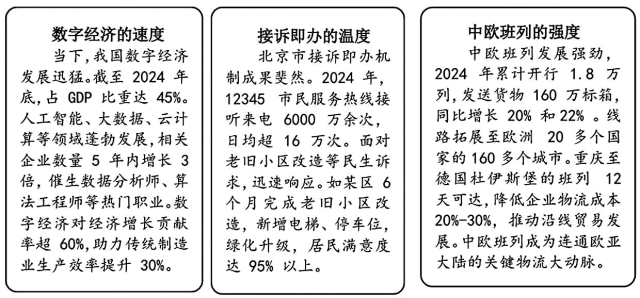 数字经济的速度
当下，我国数字经济
发展迅猛。截至 2024 年
底，占 GDP 比重达 45%。
人工智能、大数据、云计
算等领域蓬勃发展，相关
企业数量 5 年内增长 3
倍，催生数据分析师、算
法工程师等热门职业。数
字经济对经济增长贡献
率超 60%，助力传统制造
业生产效率提升 30%。
接诉即办的温度
北京市接诉即办机
制成果斐然。2024 年，
12345 市民服务热线接
听来电 6000 万余次，
日均超 16 万次。面对
老旧小区改造等民生诉
求，迅速响应。如某区 6
个月完成老旧小区改
造，新增电梯、停车位，
绿化升级，居民满意度
达 95% 以上。
中欧班列的强度
中欧班列发展强劲，
2024 年累计开行 1.8 万
列，发送货物 160 万标箱，
同比增长 20% 和 22% 。线
路拓展至欧洲 20 多个国
家的 160 多个城市。重庆至
德国杜伊斯堡的班列 12
天可达，降低企业物流成本
20%-30%，推动沿线贸易发
展。中欧班列成为连通欧亚
大陆的关键物流大动脉。